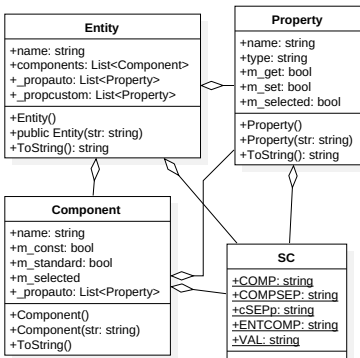 Entity
+name: string
+components: List<Component>
+_propauto: List<Property>
+_propcustom: List<Property>
+Entity()
+public Entity(str: string)
+ToString(): string
Property
+name: string
+type: string
+m_get: bool
+m_set: bool
+m_selected: bool
+Property()
+Property(str: string)
+ToString(): string
Component
+name: string
+m_const: bool
+m_standard: bool
+m_selected
+_propauto: List<Property>
+Component()
+Component(str: string)
+ToString()
SC
+COMP: string
+COMPSEP: string
+cSEPp: string
+ENTCOMP: string
+VAL: string